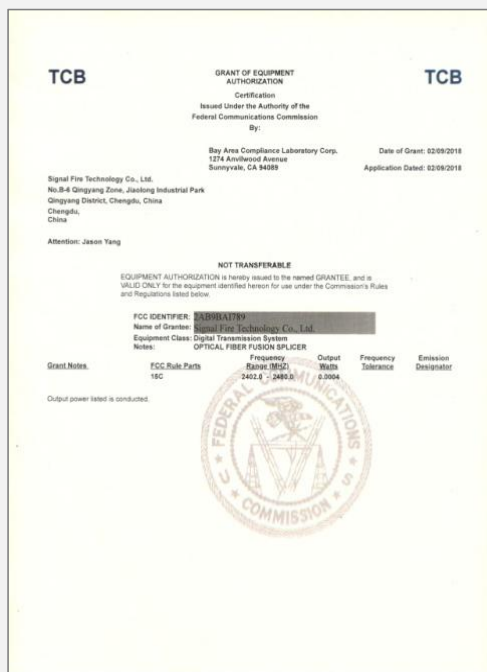 TCB
TCB
GRANT OF EQUIPMENT
AUTHORIZATION
Certification
Issued Under the Authority of the
Federal Communications Commission
By:
Bay Area Compliance Laboratory Corp.
1274 Anvilwood Avenue
Sunnyvale, CA 94089
Date of Grant: 02/09/2018
Application Dated: 02/09/2018
Signal Fire Technology Co., Ltd.
No.B-4 Qingyang Zone, Jiaolong Industrial Park
Qingyang District, Chengdu, China
Chengdu,
China
Attention: Jason Yang
NOT TRANSFERABLE
EQUIPMENT AUTHORIZATION is hereby issued to the named GRANTEE, and is
VALID ONLY for the equipment identified hereon for use under the Commission's Rules
and Regulations listed below.
FCC IDENTIFIER: 2AB9BAI789
Name of Grantee: Signal Fire Technology Co., Ltd.
Equipment Class: Digital Transmission System
Notes: OPTICAL FIBER FUSION SPLICER
Grant Notes FCC Rule Parts Frequency Range (MHZ) Output Watts Frequency Tolerance Emission Designator
15C 2402.0 - 2480.0 0.0004
Output power listed is conducted.
FEDERAL COMMUNICATIONS COMMISSION
U S